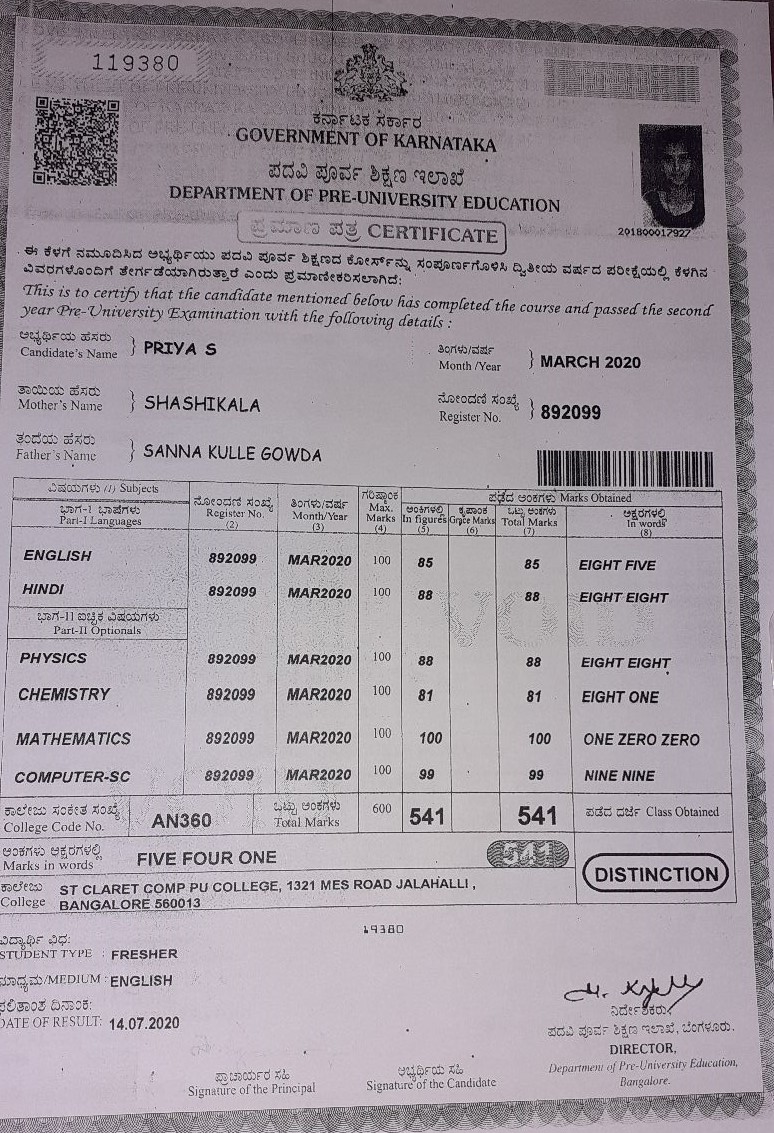 119380
ಕರ್ನಾಟಕ ಸರ್ಕಾರ
GOVERNMENT OF KARNATAKA
ಪದವಿ ಪೂರ್ವ ಶಿಕ್ಷಣ ಇಲಾಖೆ
DEPARTMENT OF PRE-UNIVERSITY EDUCATION
201800017927
ಪ್ರಮಾಣ ಪತ್ರ CERTIFICATE
ಈ ಕೆಳಗೆ ನಮೂದಿಸಿದ ಅಭ್ಯರ್ಥಿಯು ಪದವಿ ಪೂರ್ವ ಶಿಕ್ಷಣದ ಕೋರ್ಸ್‌ನ್ನು ಸಂಪೂರ್ಣಗೊಳಿಸಿ ದ್ವಿತೀಯ ವರ್ಷದ ಪರೀಕ್ಷೆಯಲ್ಲಿ ಕೆಳಗಿನ
ವಿವರಗಳೊಂದಿಗೆ ತೇರ್ಗಡೆಯಾಗಿರುತ್ತಾರೆ ಎಂದು ಪ್ರಮಾಣೀಕರಿಸಲಾಗಿದೆ:
This is to certify that the candidate mentioned below has completed the course and passed the second
year Pre-University Examination with the following details :
ಅಭ್ಯರ್ಥಿಯ ಹೆಸರು
Candidate's Name } PRIYA S
ತಿಂಗಳು/ವರ್ಷ
Month /Year } MARCH 2020
ತಾಯಿಯ ಹೆಸರು
Mother's Name } SHASHIKALA
ನೋಂದಣಿ ಸಂಖ್ಯೆ
Register No. } 892099
ತಂದೆಯ ಹೆಸರು
Father's Name } SANNA KULLE GOWDA
ವಿಷಯಗಳು (1) Subjects
ಭಾಗ-I ಭಾಷೆಗಳು
Part-I Languages
ನೋಂದಣಿ ಸಂಖ್ಯೆ
Register No.
(2)
ತಿಂಗಳು/ವರ್ಷ
Month/Year
(3)
ಗರಿಷ್ಠಾಂಕ
Max.
Marks
(4)
ಪಡೆದ ಅಂಕಗಳು Marks Obtained
ಅಂಕಿಗಳಲ್ಲಿ
In figures
(5)
ಕೃಪಾಂಕ
Grace Marks
(6)
ಒಟ್ಟು ಅಂಕಗಳು
Total Marks
(7)
ಅಕ್ಷರಗಳಲ್ಲಿ
In words
(8)
ENGLISH 892099 MAR2020 100 85 85 EIGHT FIVE
HINDI 892099 MAR2020 100 88 88 EIGHT EIGHT
VOID
ಭಾಗ-II ಐಚ್ಛಿಕ ವಿಷಯಗಳು
Part-II Optionals
PHYSICS 892099 MAR2020 100 88 88 EIGHT EIGHT
CHEMISTRY 892099 MAR2020 100 81 81 EIGHT ONE
MATHEMATICS 892099 MAR2020 100 100 100 ONE ZERO ZERO
COMPUTER-SC 892099 MAR2020 100 99 99 NINE NINE
ಕಾಲೇಜು ಸಂಕೇತ ಸಂಖ್ಯೆ
College Code No. AN360
ಒಟ್ಟು ಅಂಕಗಳು
Total Marks 600 541 541
ಪಡೆದ ದರ್ಜೆ Class Obtained
ಅಂಕಗಳು ಅಕ್ಷರಗಳಲ್ಲಿ
Marks in words FIVE FOUR ONE 541
DISTINCTION
ಕಾಲೇಜು
College ST CLARET COMP PU COLLEGE, 1321 MES ROAD JALAHALLI ,
BANGALORE 560013
19380
ವಿದ್ಯಾರ್ಥಿ ವಿಧ:
STUDENT TYPE : FRESHER
ಮಾಧ್ಯಮ/MEDIUM : ENGLISH
ಫಲಿತಾಂಶ ದಿನಾಂಕ:
DATE OF RESULT: 14.07.2020
ನಿರ್ದೇಶಕರು,
ಪದವಿ ಪೂರ್ವ ಶಿಕ್ಷಣ ಇಲಾಖೆ, ಬೆಂಗಳೂರು.
DIRECTOR,
Department of Pre-University Education,
Bangalore.
ಪ್ರಾಚಾರ್ಯರ ಸಹಿ
Signature of the Principal
ಅಭ್ಯರ್ಥಿಯ ಸಹಿ
Signature of the Candidate